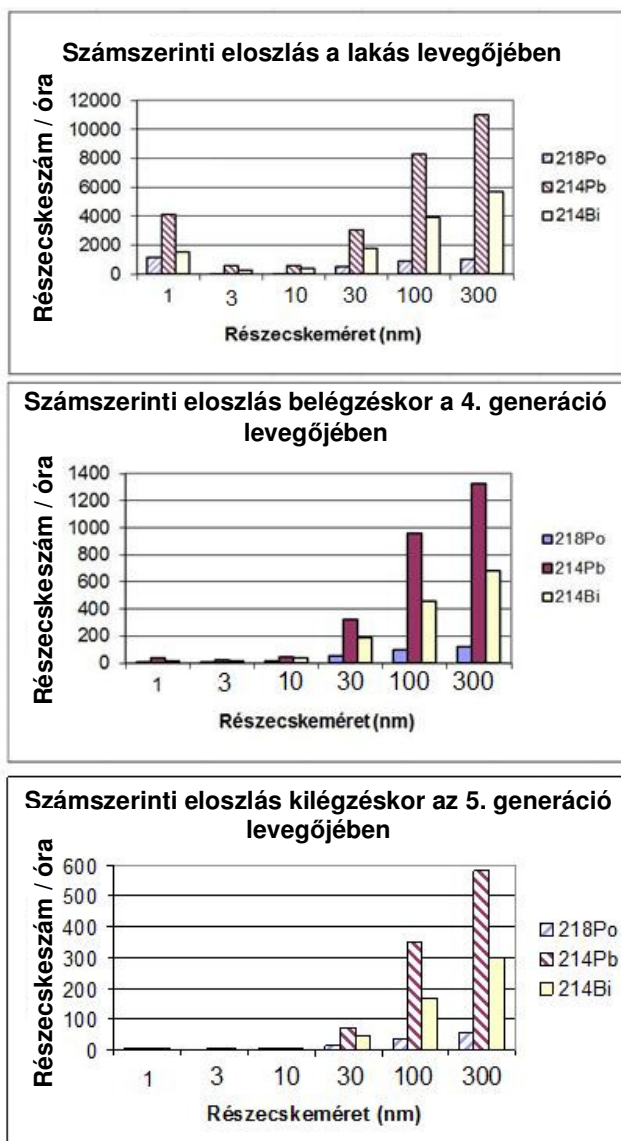 Számszerinti eloszlás a lakás levegőjében
Részecskeszám / óra
12000
10000
8000
6000
4000
2000
0
1 3 10 30 100 300
Részecskeméret (nm)
218Po
214Pb
214Bi
Számszerinti eloszlás belégzéskor a 4. generáció
levegőjében
Részecskeszám / óra
1400
1200
1000
800
600
400
200
0
1 3 10 30 100 300
Részecskeméret (nm)
218Po
214Pb
214Bi
Számszerinti eloszlás kilégzéskor az 5. generáció
levegőjében
Részecskeszám / óra
600
500
400
300
200
100
0
1 3 10 30 100 300
Részecskeméret (nm)
218Po
214Pb
214Bi